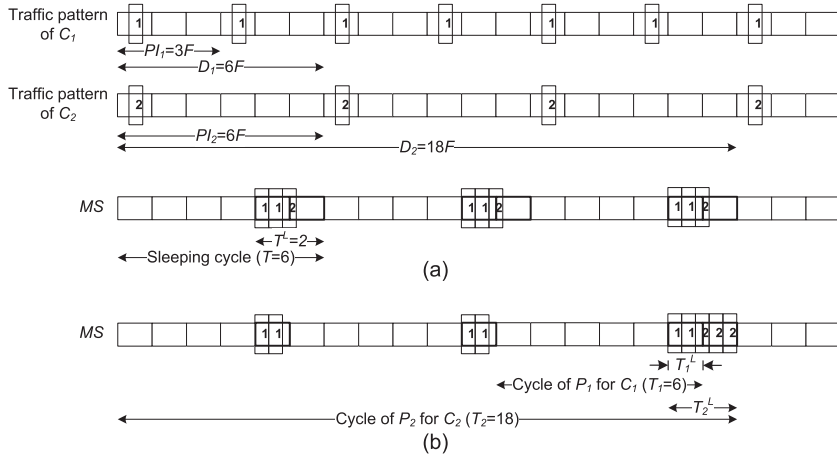 Traffic pattern of C₁
1 1 1 1 1 1 1
PI₁=3F
D₁=6F
Traffic pattern of C₂
2 2 2 2
PI₂=6F
D₂=18F
MS
1 1 2 1 1 2 1 1 2
Tᴸ=2
Sleeping cycle (T=6)
(a)
MS
1 1 1 1 1 1 2 2 2
T₁ᴸ
Cycle of P₁ for C₁ (T₁=6)
T₂ᴸ
Cycle of P₂ for C₂ (T₂=18)
(b)